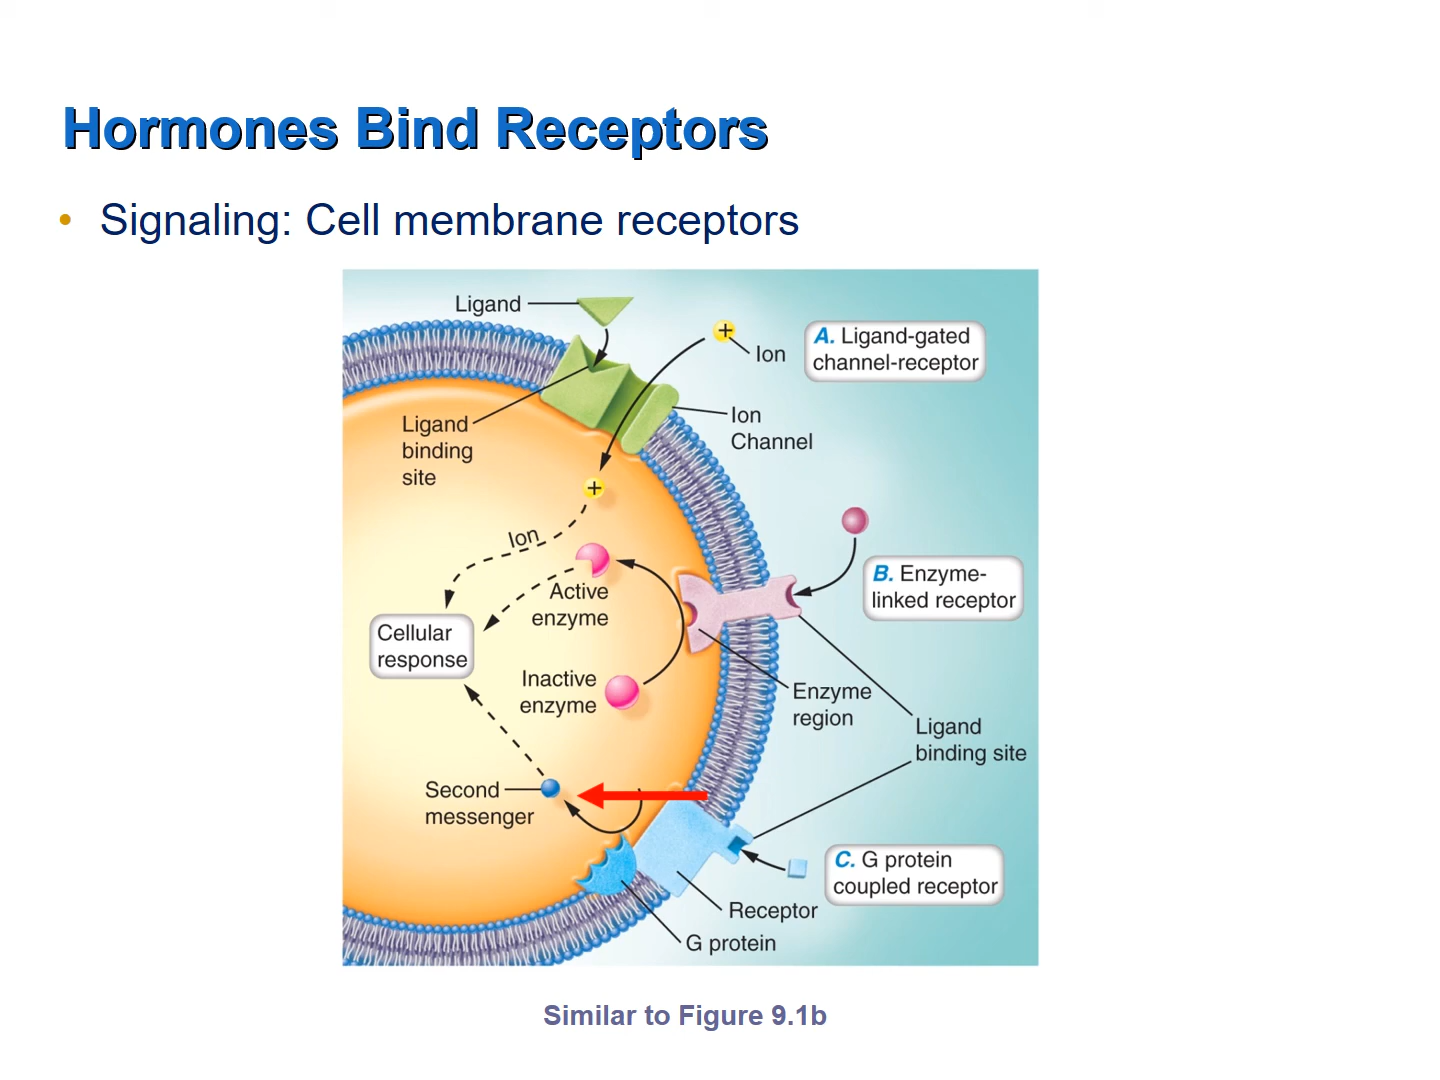 Hormones Bind Receptors
• Signaling: Cell membrane receptors
Ligand
+
Ion
A. Ligand-gated
channel-receptor
Ligand
binding
site
Ion
Channel
+
Ion
Active
enzyme
B. Enzyme-
linked receptor
Cellular
response
Inactive
enzyme
Enzyme
region
Ligand
binding site
Second
messenger
C. G protein
coupled receptor
Receptor
G protein
Similar to Figure 9.1b